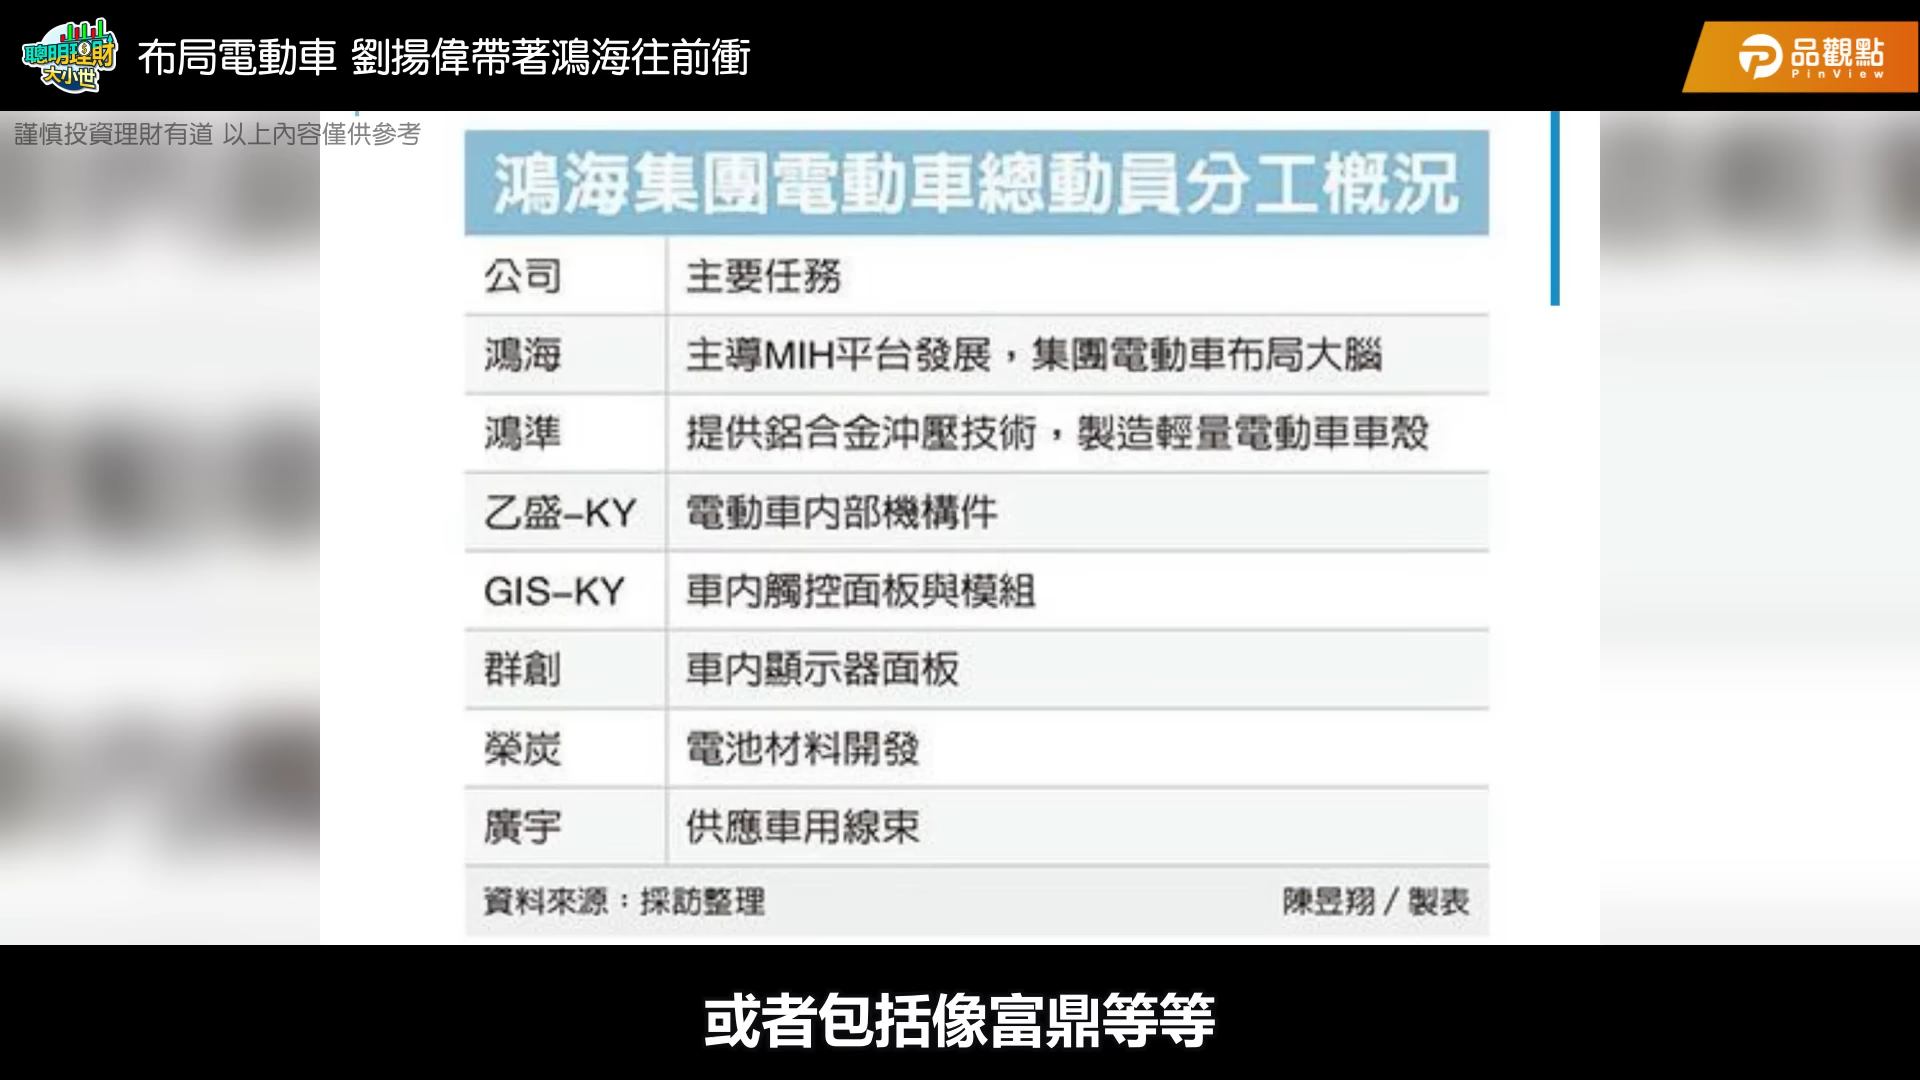 聰明理財
大小世
布局電動車 劉揚偉帶著鴻海往前衝
品觀點
PinView
謹慎投資理財有道 以上內容僅供參考
鴻海集團電動車總動員分工概況
公司 主要任務
鴻海 主導MIH平台發展，集團電動車布局大腦
鴻準 提供鋁合金沖壓技術，製造輕量電動車車殼
乙盛-KY 電動車內部機構件
GIS-KY 車內觸控面板與模組
群創 車內顯示器面板
榮炭 電池材料開發
廣宇 供應車用線束
資料來源：採訪整理 陳昱翔／製表
或者包括像富鼎等等